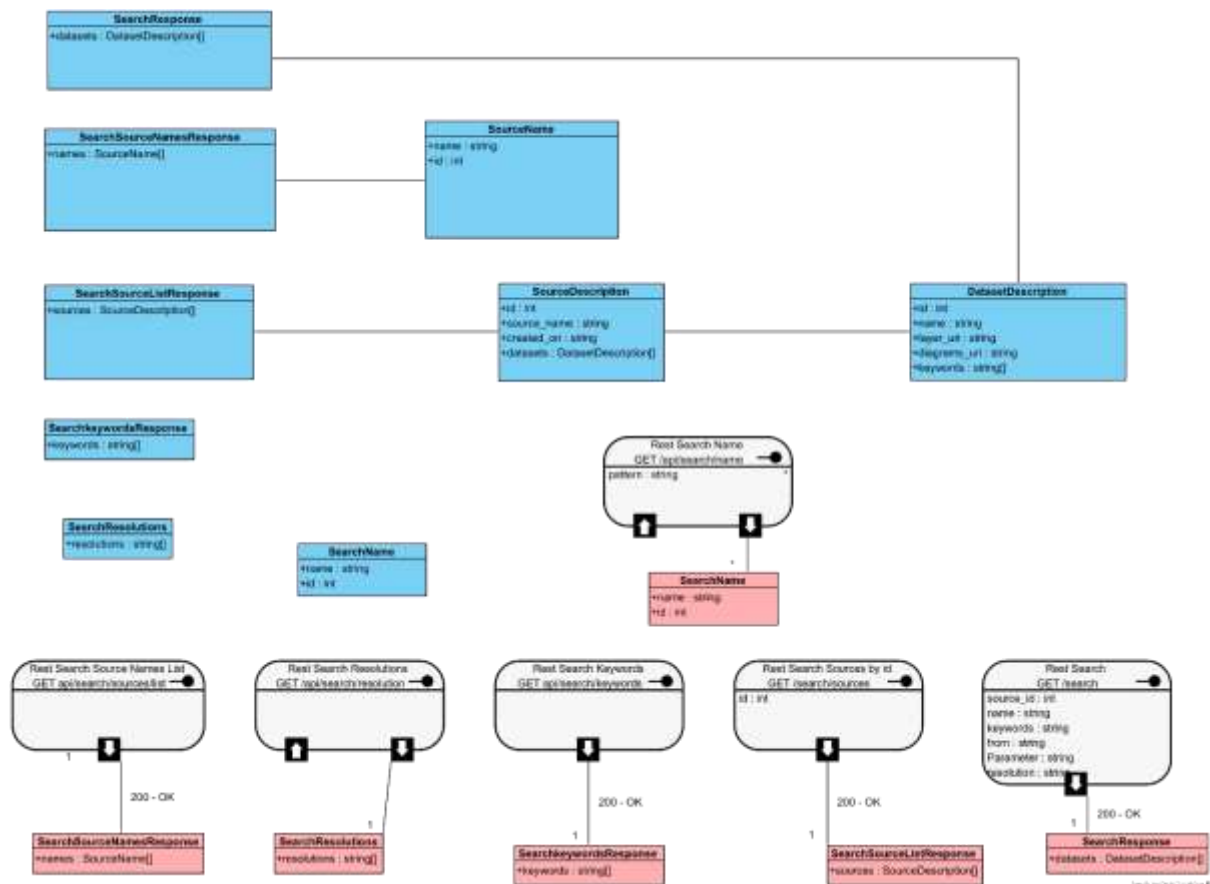 SearchResponse
+datasets : DatasetDescription[]
SearchSourceNamesResponse
+names : SourceName[]
SourceName
+name : string
+id : int
SearchSourceListResponse
+sources : SourceDescription[]
SourceDescription
+id : int
+source_name : string
+created_on : string
+datasets : DatasetDescription[]
DatasetDescription
+id : int
+name : string
+layer_url : string
+diagrams_url : string
+keywords : string[]
SearchkeywordsResponse
+keywords : string[]
Rest Search Name
GET /api/search/name
pattern : string
*
SearchResolutions
+resolutions : string[]
SearchName
+name : string
+id : int
*
SearchName
+name : string
+id : int
Rest Search Source Names List
GET api/search/sources/list
1
200 - OK
SearchSourceNamesResponse
+names : SourceName[]
Rest Search Resolutions
GET /api/search/resolution
1
SearchResolutions
+resolutions : string[]
Rest Search Keywords
GET api/search/keywords
200 - OK
1
SearchkeywordsResponse
+keywords : string[]
Rest Search Sources by id
GET /search/sources
id : int
200 - OK
1
SearchSourceListResponse
+sources : SourceDescription[]
Rest Search
GET /search
source_id : int
name : string
keywords : string
from : string
Parameter : string
resolution : string
200 - OK
1
SearchResponse
+datasets : DatasetDescription[]